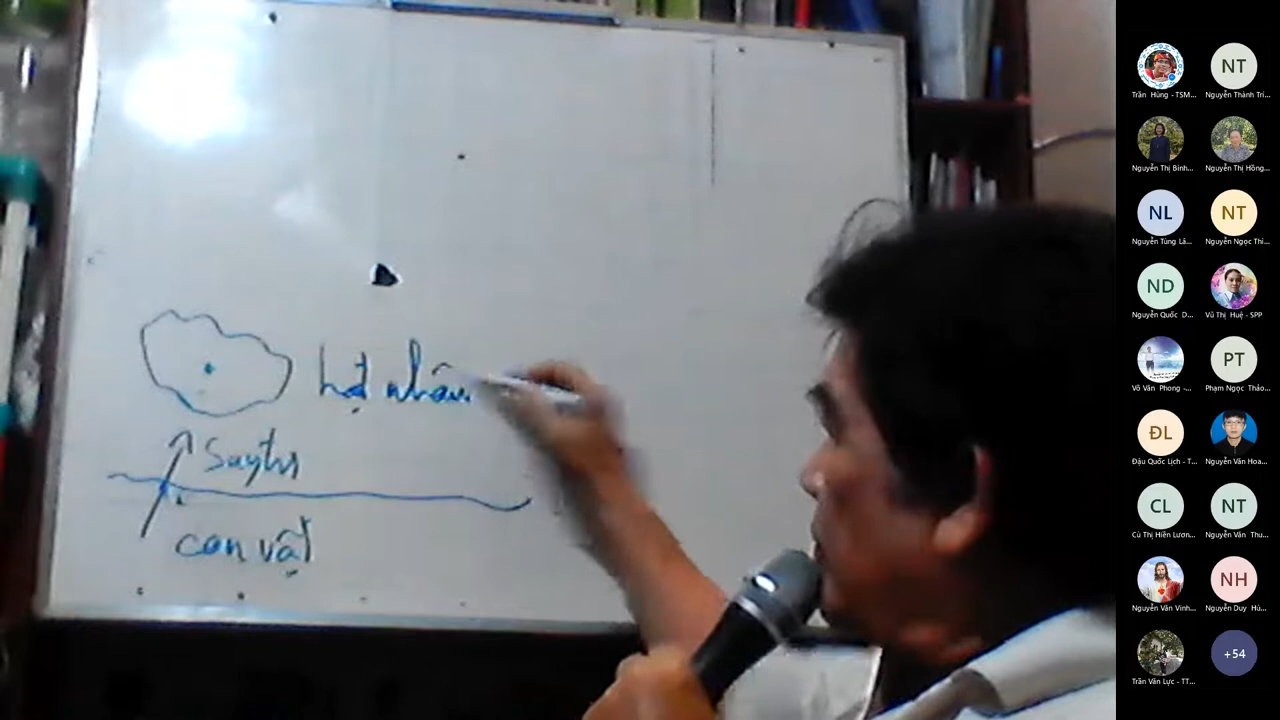 hạt nhân
Suytư
con vật
Trần Hùng - TSM...
NT
Nguyễn Thành Tri...
Nguyễn Thị Bình...
Nguyễn Thị Hồng...
NL
Nguyễn Tùng Lâ...
NT
Nguyễn Ngọc Thi...
ND
Nguyễn Quốc D...
Vũ Thị Huệ - SPP
Võ Văn Phong -...
PT
Phạm Ngọc Thảo...
ĐL
Đậu Quốc Lịch - T...
Nguyễn Văn Hoa...
CL
Cù Thị Hiền Lươn...
NT
Nguyễn Văn Thu...
Nguyễn Văn Vinh...
NH
Nguyễn Duy Hù...
Trần Văn Lực - TT...
+54